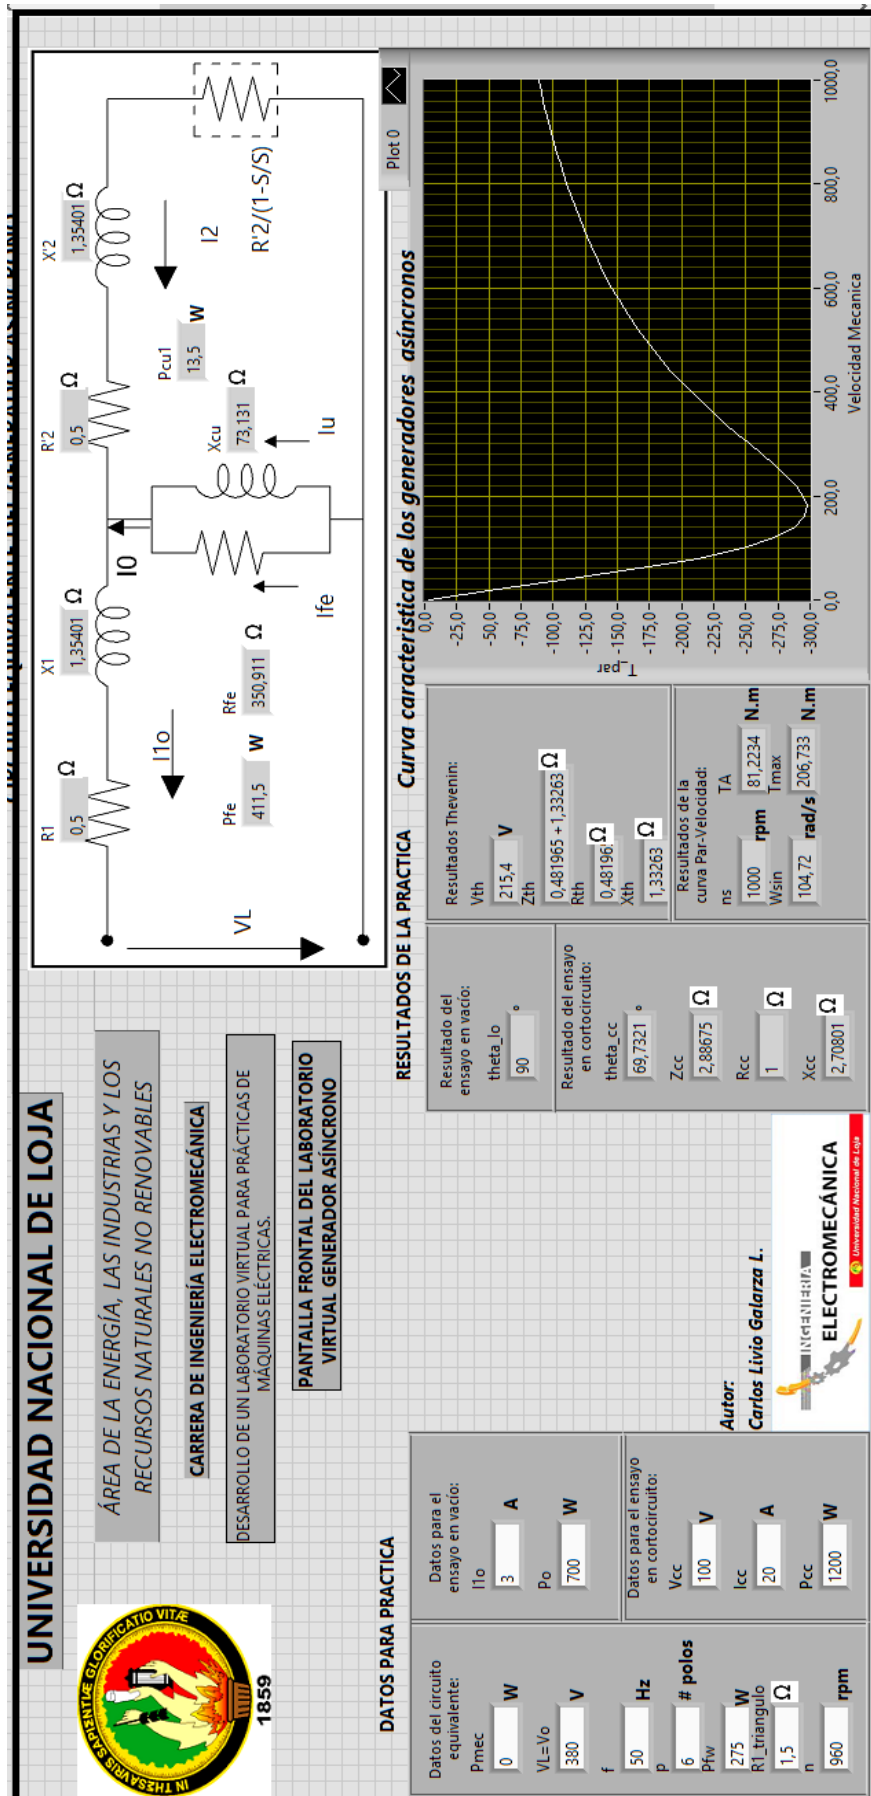 UNIVERSIDAD NACIONAL DE LOJA
ÁREA DE LA ENERGÍA, LAS INDUSTRIAS Y LOS
RECURSOS NATURALES NO RENOVABLES
CARRERA DE INGENIERÍA ELECTROMECÁNICA
DESARROLLO DE UN LABORATORIO VIRTUAL PARA PRÁCTICAS DE
MÁQUINAS ELÉCTRICAS.
PANTALLA FRONTAL DEL LABORATORIO
VIRTUAL GENERADOR ASÍNCRONO
IN THESAVRIS SAPIENTIÆ GLORIFICATIO VITÆ
1859
R1
0,5 Ω
X1
1,35401 Ω
R'2
0,5 Ω
X'2
1,35401 Ω
I1o
I0
I2
VL
Pfe
411,5 W
Rfe
350,911 Ω
Ife
Xcu
73,131 Ω
Iu
Pcu1
13,5 W
R'2/(1-S/S)
DATOS PARA PRACTICA
Datos del circuito
equivalente:
Pmec
0 W
VL=Vo
380 V
f
50 Hz
p
6 # polos
Pfw
275 W
R1_triangulo
1,5 Ω
n
960 rpm
Datos para el
ensayo en vacío:
I1o
3 A
Po
700 W
Datos para el ensayo
en cortocircuito:
Vcc
100 V
Icc
20 A
Pcc
1200 W
Autor:
Carlos Livio Galarza L.
INGENIERIA
ELECTROMECÁNICA
Universidad Nacional de Loja
RESULTADOS DE LA PRACTICA
Resultado del
ensayo en vacío:
theta_Io
90 °
Resultado del ensayo
en cortocircuito:
theta_cc
69,7321 °
Zcc
2,88675 Ω
Rcc
1 Ω
Xcc
2,70801 Ω
Resultados Thevenin:
Vth
215,4 V
Zth
0,481965 + 1,33263 Ω
Rth
0,48196 Ω
Xth
1,33263 Ω
Resultados de la
curva Par-Velocidad:
ns
1000 rpm
Wsin
104,72 rad/s
TA
81,2234 N.m
Tmax
206,733 N.m
Curva característica de los generadores asíncronos
Plot 0
T_par
0,0
-25,0
-50,0
-75,0
-100,0
-125,0
-150,0
-175,0
-200,0
-225,0
-250,0
-275,0
-300,0
0,0 200,0 400,0 600,0 800,0 1000,0
Velocidad Mecanica